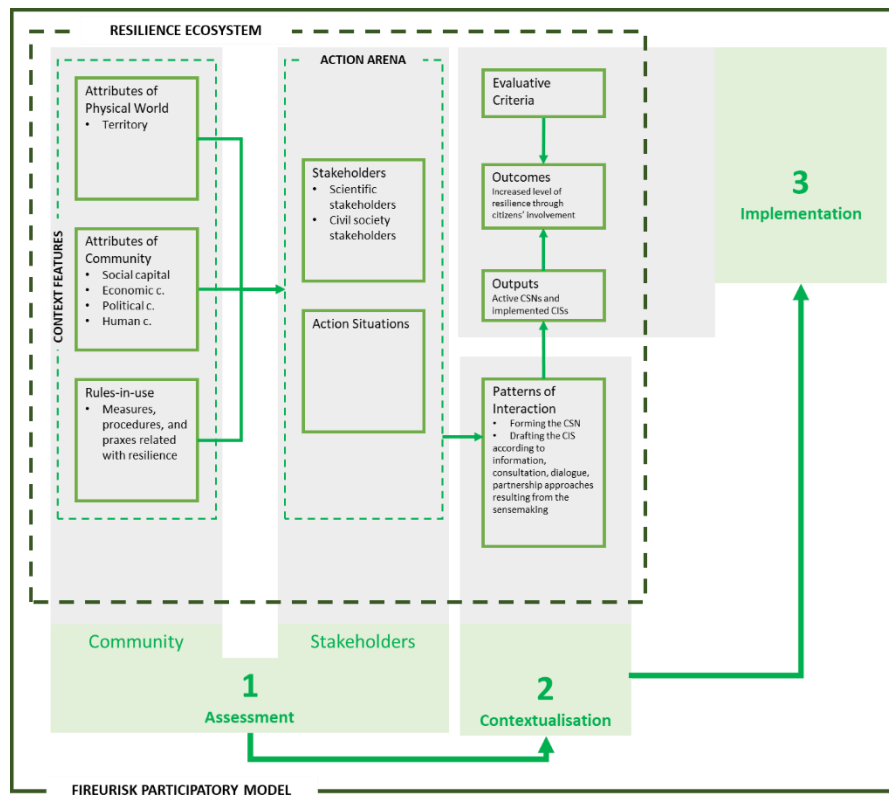 RESILIENCE ECOSYSTEM
CONTEXT FEATURES
Attributes of
Physical World
• Territory
Attributes of
Community
• Social capital
• Economic c.
• Political c.
• Human c.
Rules-in-use
• Measures,
procedures, and
praxes related
with resilience
ACTION ARENA
Stakeholders
• Scientific
stakeholders
• Civil society
stakeholders
Action Situations
Evaluative
Criteria
Outcomes
Increased level of
resilience through
citizens' involvement
Outputs
Active CSNs and
implemented CISs
Patterns of
Interaction
• Forming the CSN
• Drafting the CIS
according to
information,
consultation, dialogue,
partnership approaches
resulting from the
sensemaking
3
Implementation
Community
Stakeholders
1
Assessment
2
Contextualisation
FIREURISK PARTICIPATORY MODEL